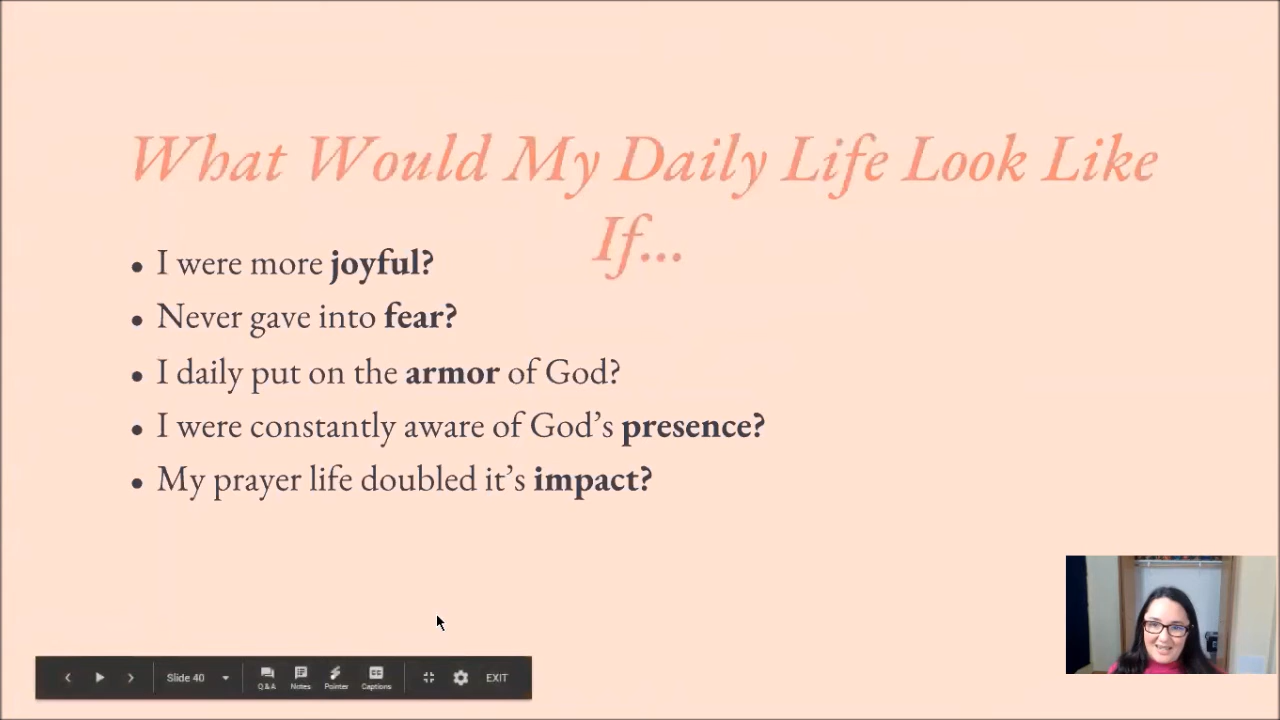 What Would My Daily Life Look Like
If...
• I were more joyful?
• Never gave into fear?
• I daily put on the armor of God?
• I were constantly aware of God’s presence?
• My prayer life doubled it’s impact?
Slide 40
Q&A
Notes
Pointer
Captions
EXIT